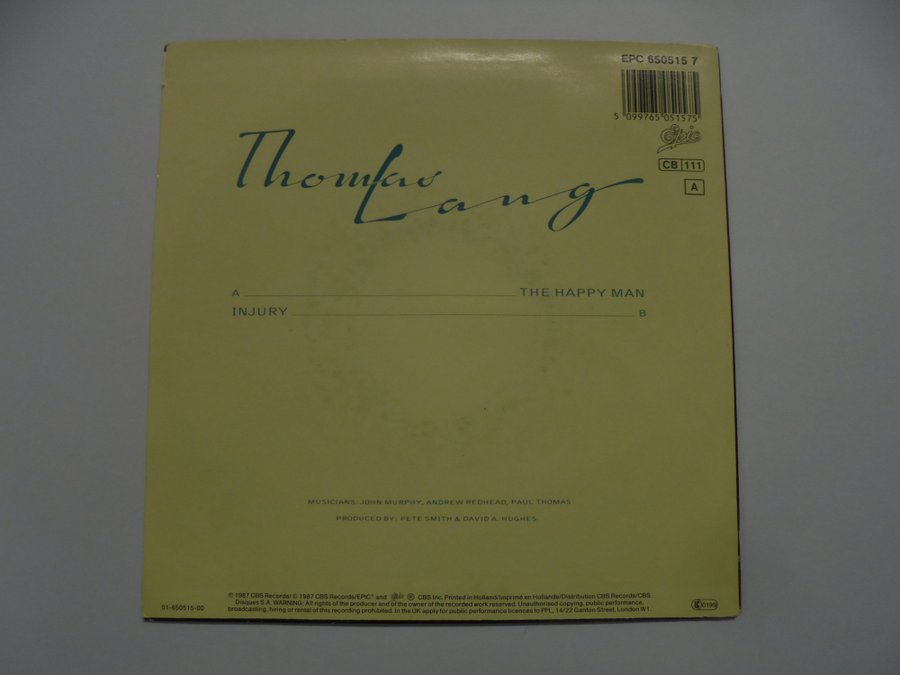 EPC 650515 7
5 099765 051575
Epic
CB 111
A
Thomas
Lang
A THE HAPPY MAN
INJURY B
MUSICIANS: JOHN MURPHY, ANDREW REDHEAD, PAUL THOMAS
PRODUCED BY: PETE SMITH & DAVID A. HUGHES.
℗ 1987 CBS Records/ © 1987 CBS Records/EPIC® and Epic ® CBS Inc. Printed in Holland/Imprimé en Hollande/Distribution CBS Records/CBS
Disques S.A. WARNING: All rights of the producer and of the owner of the recorded work reserved. Unauthorised copying, public performance,
broadcasting, hiring or rental of this recording prohibited. In the UK apply for public performance licences to PPL, 14/22 Ganton Street, London W1.
01-650515-00
K 0195